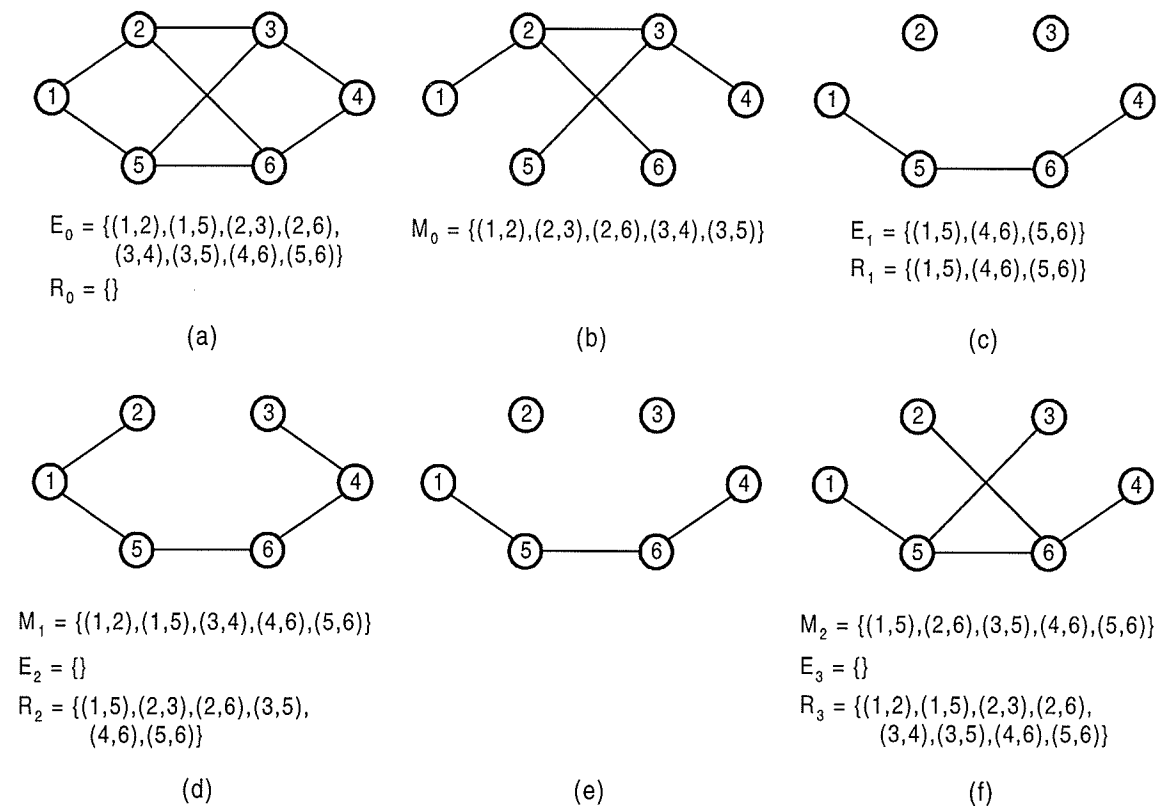 2 3
1 4
5 6
E₀ = {(1,2),(1,5),(2,3),(2,6),
(3,4),(3,5),(4,6),(5,6)}
R₀ = {}
(a)
2 3
1 4
5 6
M₀ = {(1,2),(2,3),(2,6),(3,4),(3,5)}
(b)
2 3
1 4
5 6
E₁ = {(1,5),(4,6),(5,6)}
R₁ = {(1,5),(4,6),(5,6)}
(c)
2 3
1 4
5 6
M₁ = {(1,2),(1,5),(3,4),(4,6),(5,6)}
E₂ = {}
R₂ = {(1,5),(2,3),(2,6),(3,5),
(4,6),(5,6)}
(d)
2 3
1 4
5 6
(e)
2 3
1 4
5 6
M₂ = {(1,5),(2,6),(3,5),(4,6),(5,6)}
E₃ = {}
R₃ = {(1,2),(1,5),(2,3),(2,6),
(3,4),(3,5),(4,6),(5,6)}
(f)